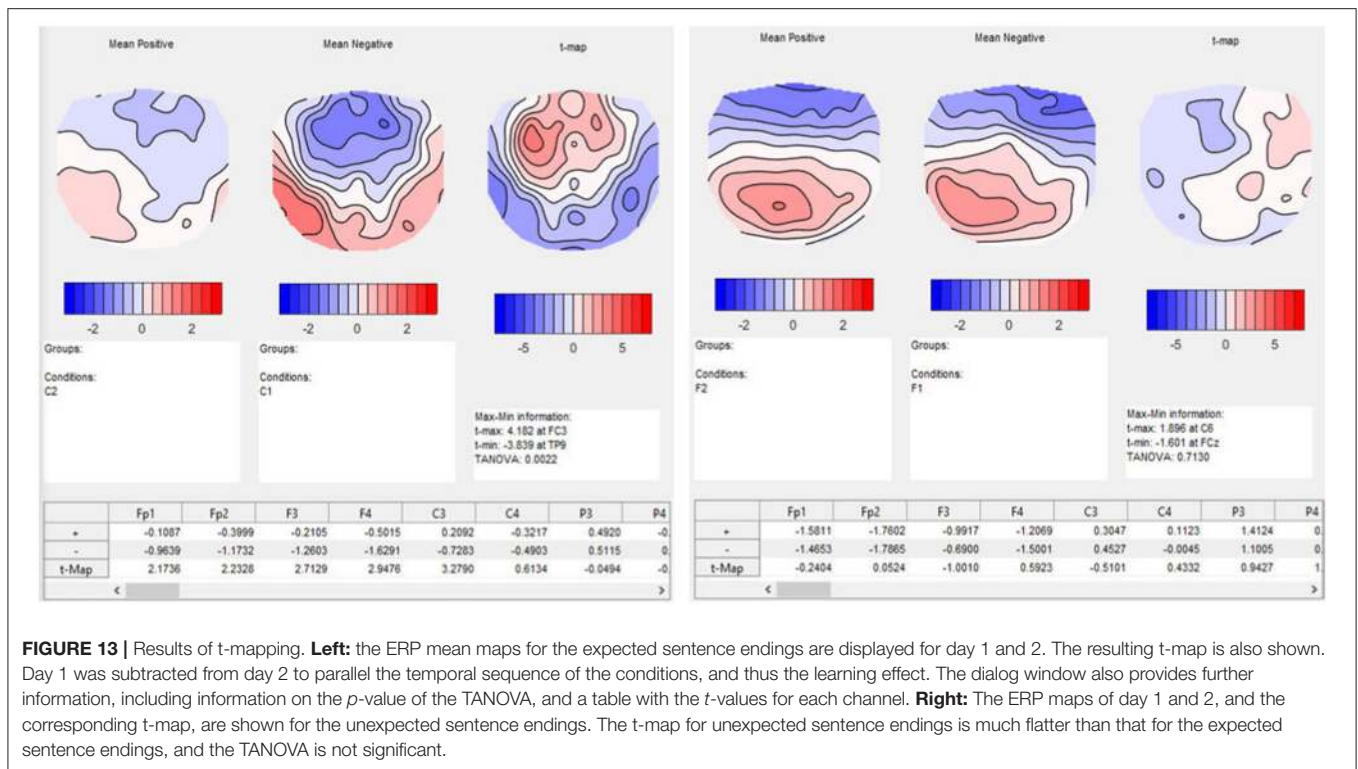 Mean Positive Mean Negative t-map
-2 0 2 -2 0 2 -5 0 5
Groups: Groups:
Conditions: Conditions:
C2 C1
Max-Min information:
t-max: 4.182 at FC3
t-min: -3.839 at TP9
TANOVA: 0.0022
Fp1 Fp2 F3 F4 C3 C4 P3 P4
+ -0.1087 -0.3999 -0.2105 -0.5015 0.2092 -0.3217 0.4920 -0.
- -0.9639 -1.1732 -1.2603 -1.6291 -0.7283 -0.4903 0.5115 0.
t-Map 2.1736 2.2328 2.7129 2.9476 3.2790 0.6134 -0.0494 -0.
< >
Mean Positive Mean Negative t-map
-2 0 2 -2 0 2 -5 0 5
Groups: Groups:
Conditions: Conditions:
F2 F1
Max-Min information:
t-max: 1.896 at C6
t-min: -1.601 at FCz
TANOVA: 0.7130
Fp1 Fp2 F3 F4 C3 C4 P3 P4
+ -1.5811 -1.7602 -0.9917 -1.2069 0.3047 0.1123 1.4124 0.
- -1.4653 -1.7865 -0.6900 -1.5001 0.4527 -0.0045 1.1005 0.
t-Map -0.2404 0.0524 -1.0010 0.5923 -0.5101 0.4332 0.9427 1.
< >
FIGURE 13 | Results of t-mapping. Left: the ERP mean maps for the expected sentence endings are displayed for day 1 and 2. The resulting t-map is also shown.
Day 1 was subtracted from day 2 to parallel the temporal sequence of the conditions, and thus the learning effect. The dialog window also provides further
information, including information on the p-value of the TANOVA, and a table with the t-values for each channel. Right: The ERP maps of day 1 and 2, and the
corresponding t-map, are shown for the unexpected sentence endings. The t-map for unexpected sentence endings is much flatter than that for the expected
sentence endings, and the TANOVA is not significant.